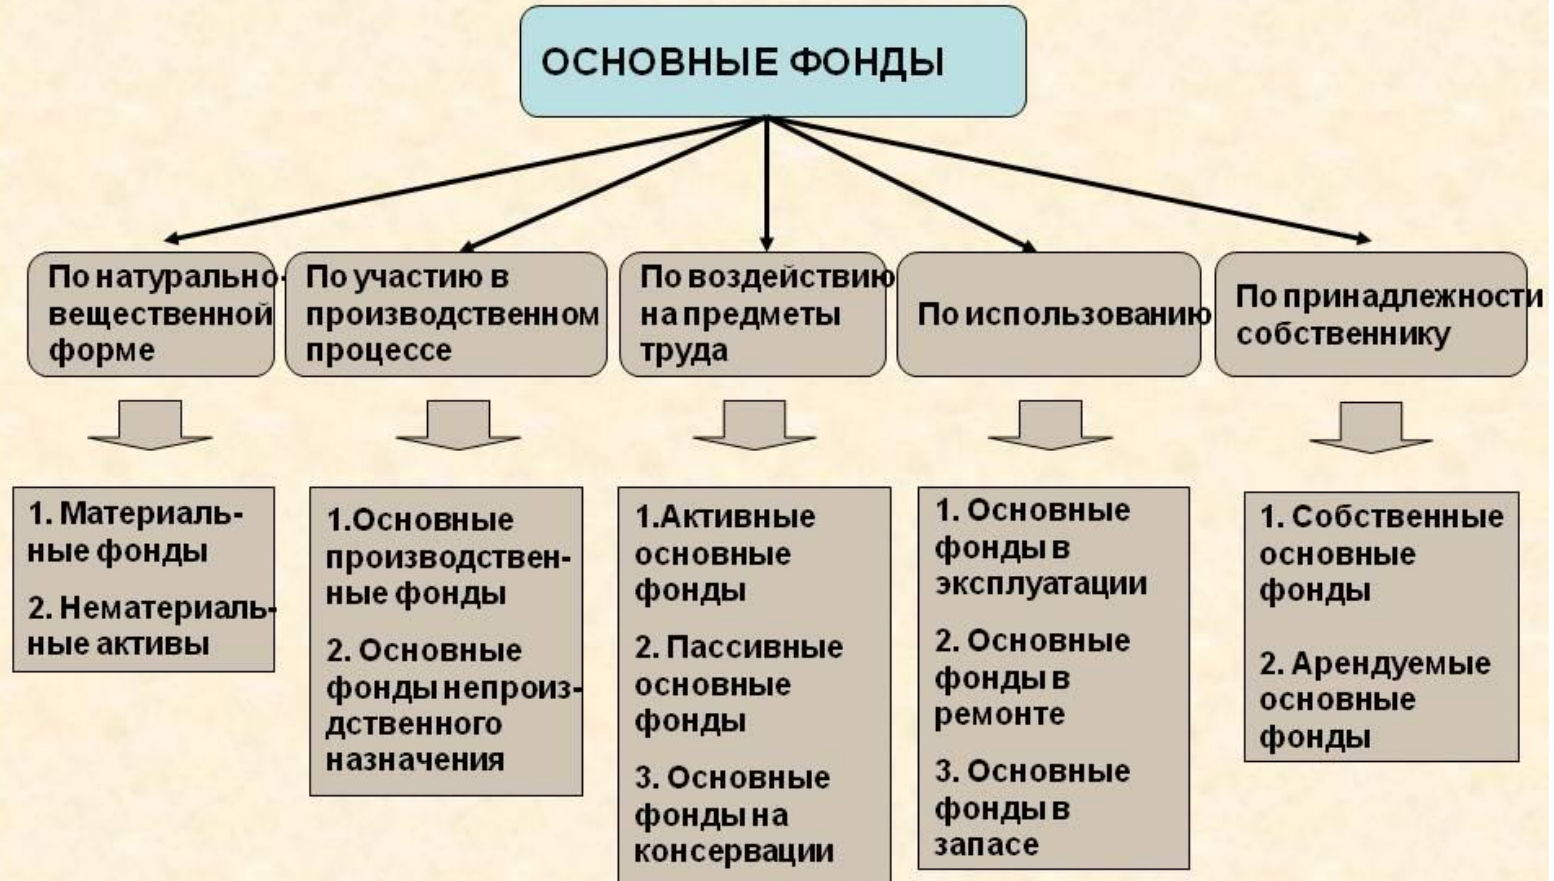 ОСНОВНЫЕ ФОНДЫ
По натурально-
вещественной
форме
По участию в
производственном
процессе
По воздействию
на предметы
труда
По использованию
По принадлежности
собственнику
1. Материаль-
ные фонды
2. Нематериаль-
ные активы
1.Основные
производствен-
ные фонды
2. Основные
фонды непроиз-
дственного
назначения
1.Активные
основные
фонды
2. Пассивные
основные
фонды
3. Основные
фонды на
консервации
1. Основные
фонды в
эксплуатации
2. Основные
фонды в
ремонте
3. Основные
фонды в
запасе
1. Собственные
основные
фонды
2. Арендуемые
основные
фонды